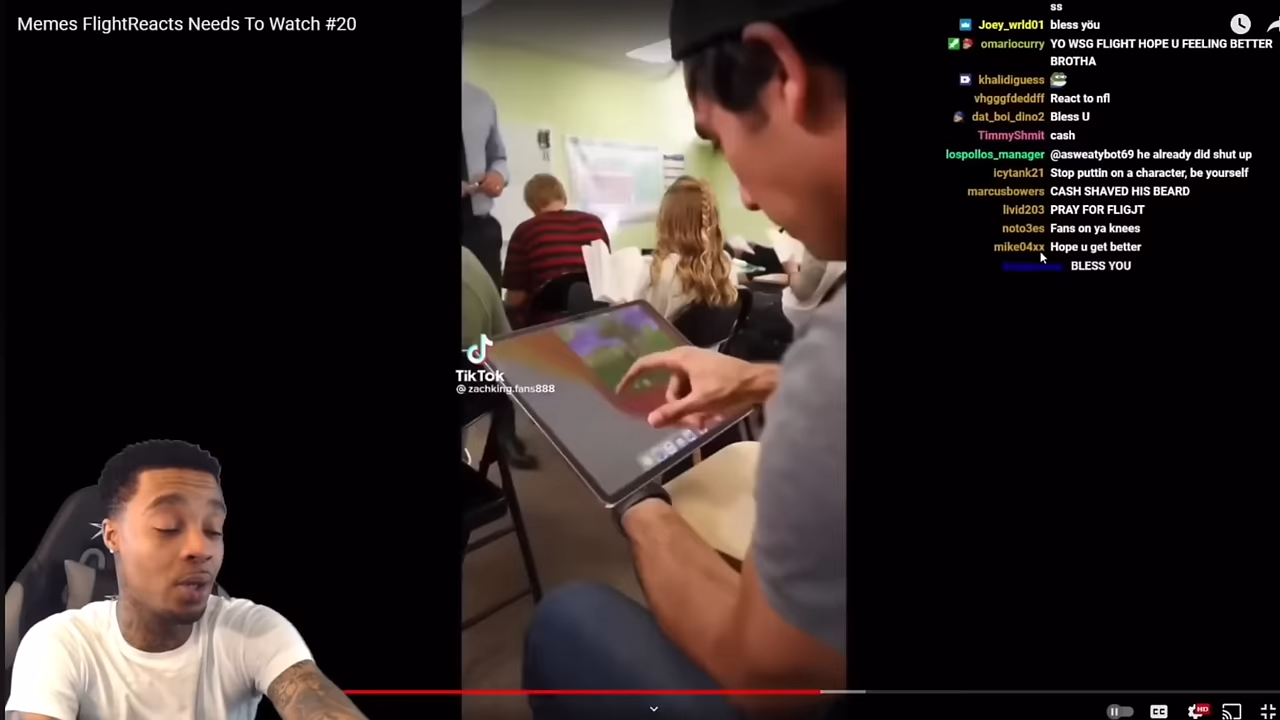 Memes FlightReacts Needs To Watch #20
ss
Joey_wrld01 bless yöu
omariccurry YO WSG FLIGHT HOPE U FEELING BETTER
BROTHA
khalidiguess
vhgggfdeddff React to nfl
dat_boi_dino2 Bless U
TimmyShmit cash
lospollos_manager @asweatybot69 he already did shut up
icytank21 Stop puttin on a character, be yourself
marcusbowers CASH SHAVED HIS BEARD
livid203 PRAY FOR FLIGJT
noto3es Fans on ya knees
mike04xx Hope u get better
BLESS YOU
TikTok
@zachking.fans888
CC
HD